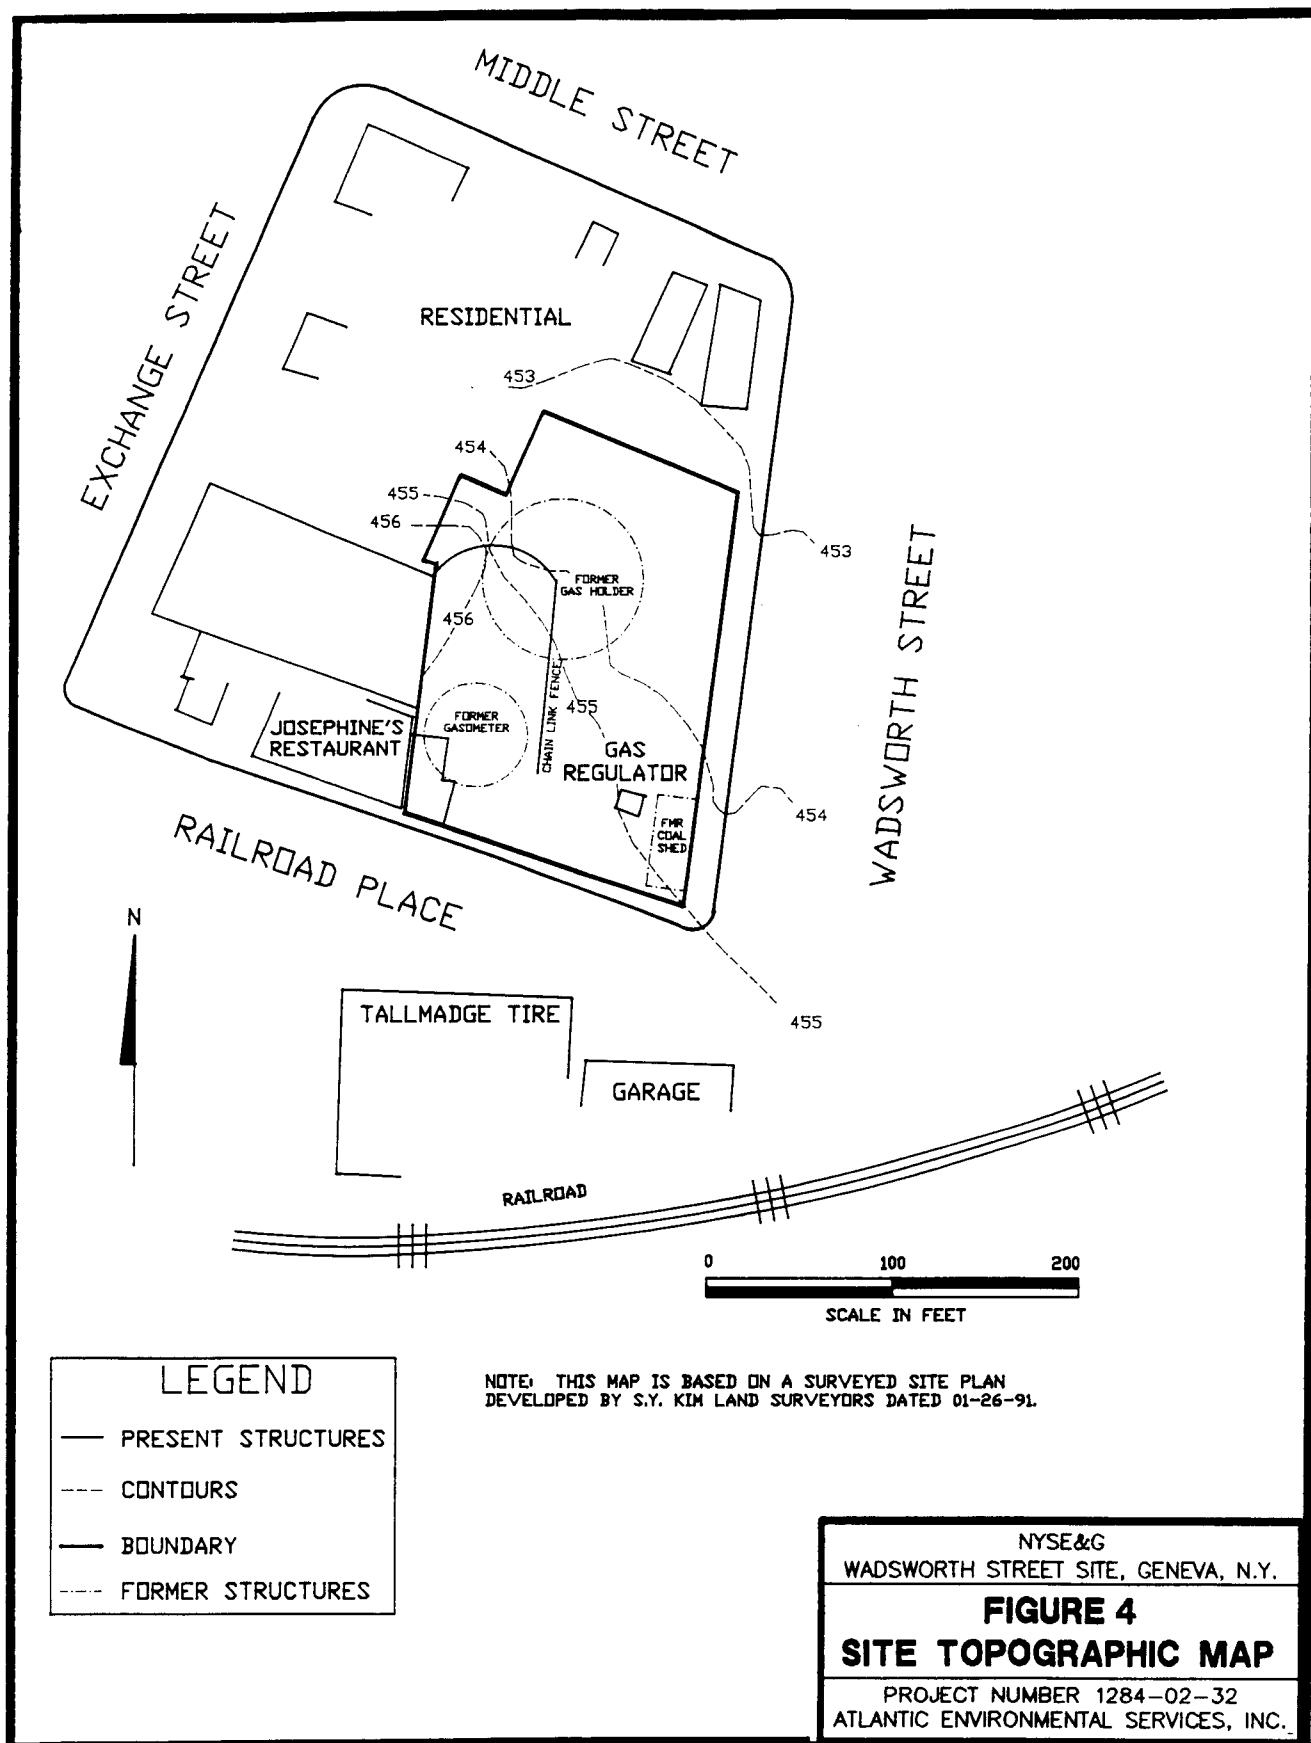 MIDDLE STREET
EXCHANGE STREET
RESIDENTIAL
453
454
455
456
453
FORMER
GAS HOLDER
456
WADSWORTH STREET
CHAIN LINK FENCE
455
FORMER
GASOMETER
JOSEPHINE'S
RESTAURANT
GAS
REGULATOR
454
FMR
COAL
SHED
RAILROAD PLACE
N
455
TALLMADGE TIRE
GARAGE
RAILROAD
0 100 200
SCALE IN FEET
LEGEND
PRESENT STRUCTURES
CONTOURS
BOUNDARY
FORMER STRUCTURES
NOTE: THIS MAP IS BASED ON A SURVEYED SITE PLAN
DEVELOPED BY S.Y. KIM LAND SURVEYORS DATED 01-26-91.
NYSE&G
WADSWORTH STREET SITE, GENEVA, N.Y.
FIGURE 4
SITE TOPOGRAPHIC MAP
PROJECT NUMBER 1284-02-32
ATLANTIC ENVIRONMENTAL SERVICES, INC.